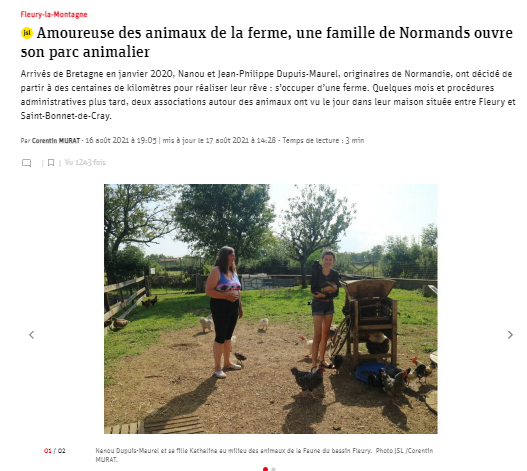 Fleury-la-Montagne
jsl Amoureuse des animaux de la ferme, une famille de Normands ouvre
son parc animalier
Arrivés de Bretagne en janvier 2020, Nanou et Jean-Philippe Dupuis-Maurel, originaires de Normandie, ont décidé de
partir à des centaines de kilomètres pour réaliser leur rêve : s'occuper d'une ferme. Quelques mois et procédures
administratives plus tard, deux associations autour des animaux ont vu le jour dans leur maison située entre Fleury et
Saint-Bonnet-de-Cray.
Par Corentin MURAT - 16 août 2021 à 19:05 | mis à jour le 17 août 2021 à 14:28 - Temps de lecture : 3 min
| | Vu 1243 fois
01 / 02
Nanou Dupuis-Maurel et sa fille Katheline au milieu des animaux de la Faune du bassin Fleury. Photo JSL /Corentin
MURAT.